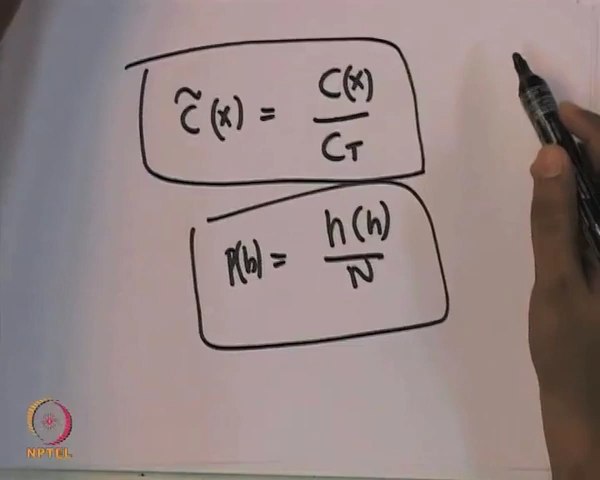 C̃(x) = C(x) / C_T
P(h) = n(h) / N
NPTEL